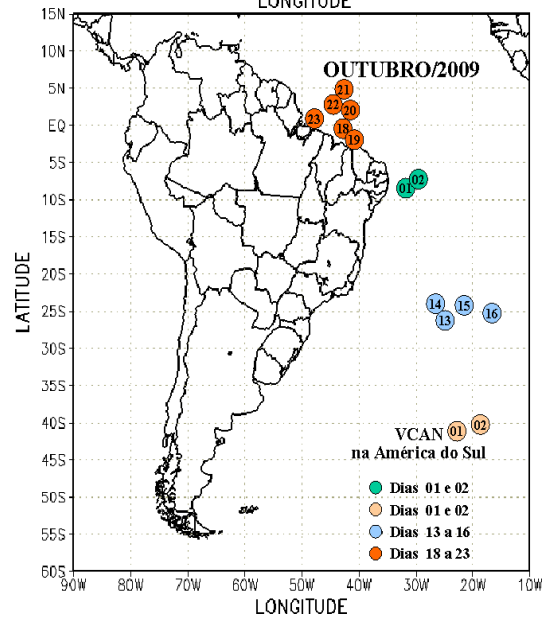 LONGITUDE
15N
10N
5N
EQ
5S
10S
15S
20S
25S
30S
35S
40S
45S
50S
55S
60S
LATITUDE
OUTUBRO/2009
21
22
20
23
18
19
02
01
14
15
16
13
02
01
VCAN
na América do Sul
Dias 01 e 02
Dias 01 e 02
Dias 13 a 16
Dias 18 a 23
90W 80W 70W 60W 50W 40W 30W 20W 10W
LONGITUDE